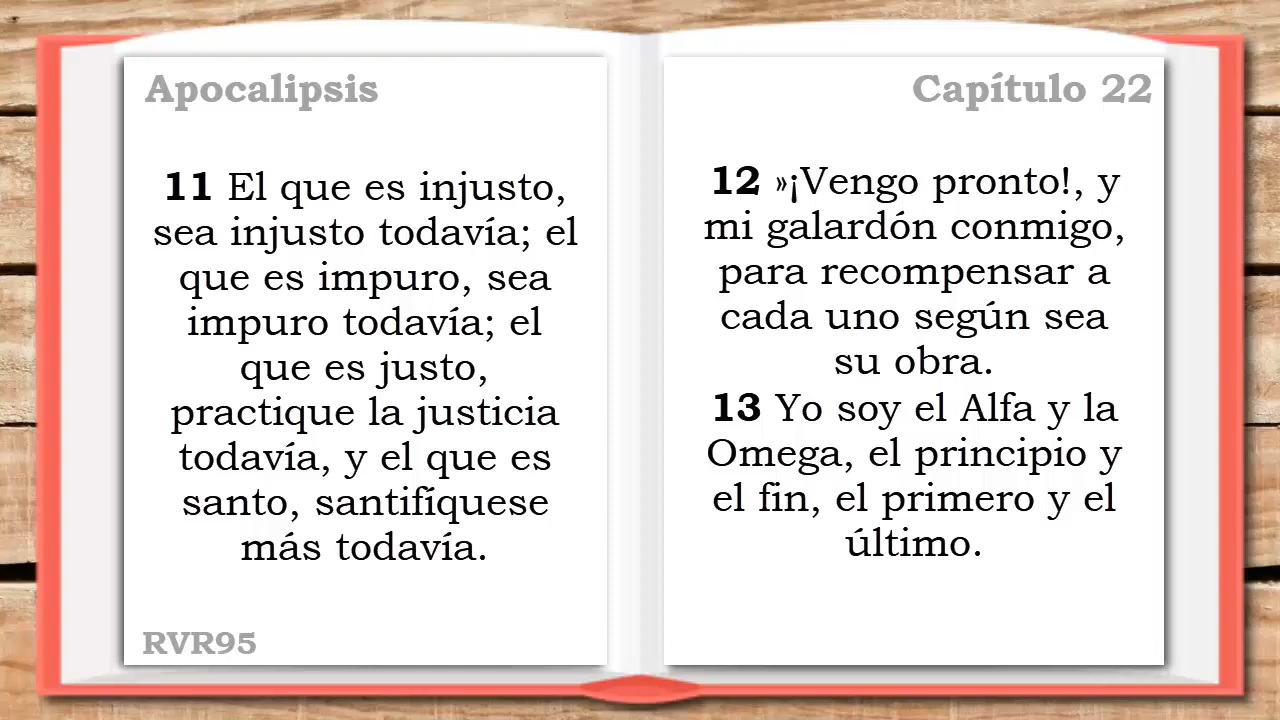 Apocalipsis
11 El que es injusto,
sea injusto todavía; el
que es impuro, sea
impuro todavía; el
que es justo,
practique la justicia
todavía, y el que es
santo, santifíquese
más todavía.
RVR95
Capítulo 22
12 »¡Vengo pronto!, y
mi galardón conmigo,
para recompensar a
cada uno según sea
su obra.
13 Yo soy el Alfa y la
Omega, el principio y
el fin, el primero y el
último.